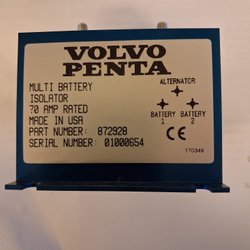 VOLVO
PENTA
MULTI BATTERY
ISOLATOR
70 AMP RATED
MADE IN USA
PART NUMBER: 872928
SERIAL NUMBER: 01000654
ALTERNATOR
BATTERY 1
BATTERY 2
CE
170349